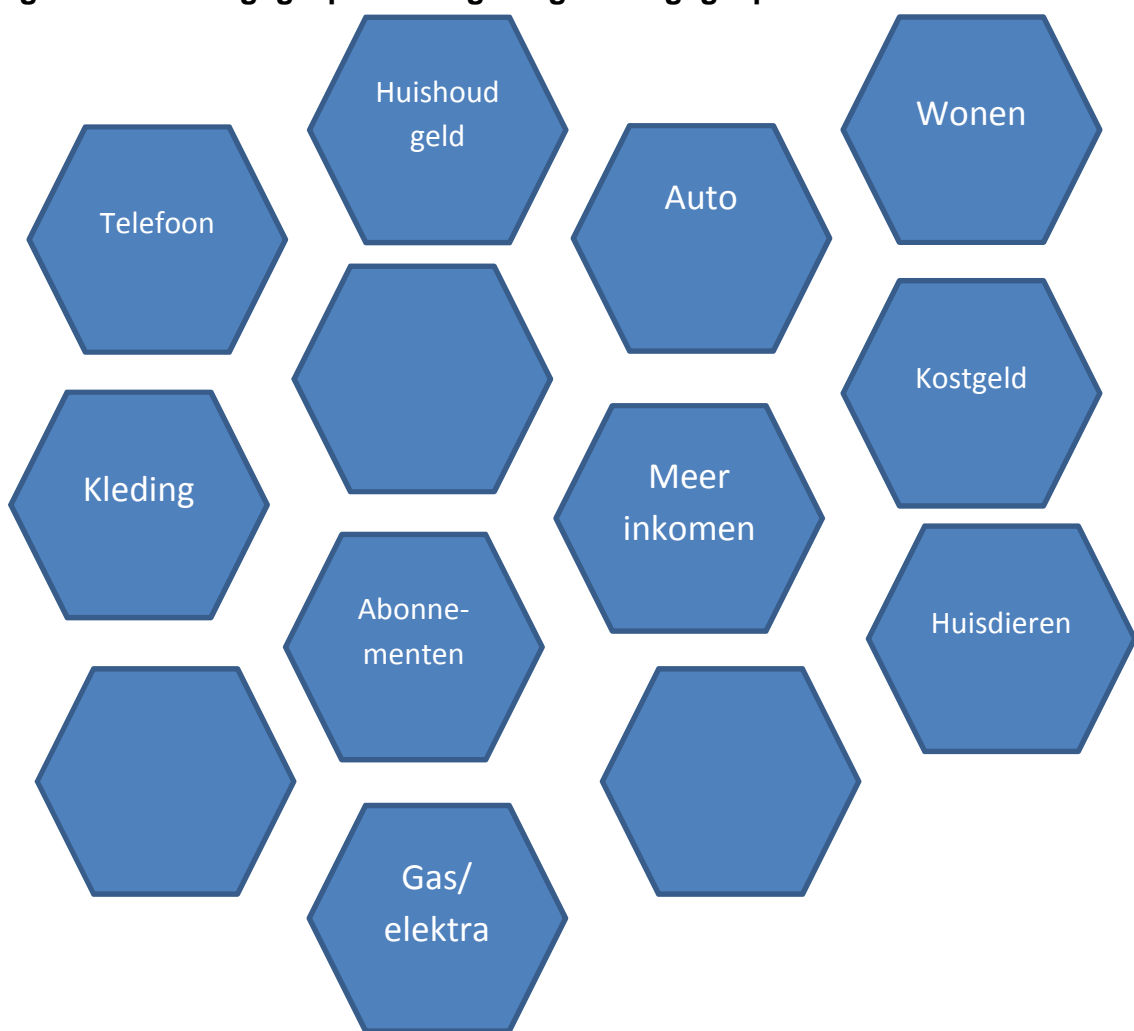 Huishoud
geld
Wonen
Auto
Telefoon
Kostgeld
Kleding
Meer
inkomen
Abonne-
menten
Huisdieren
Gas/
elektra